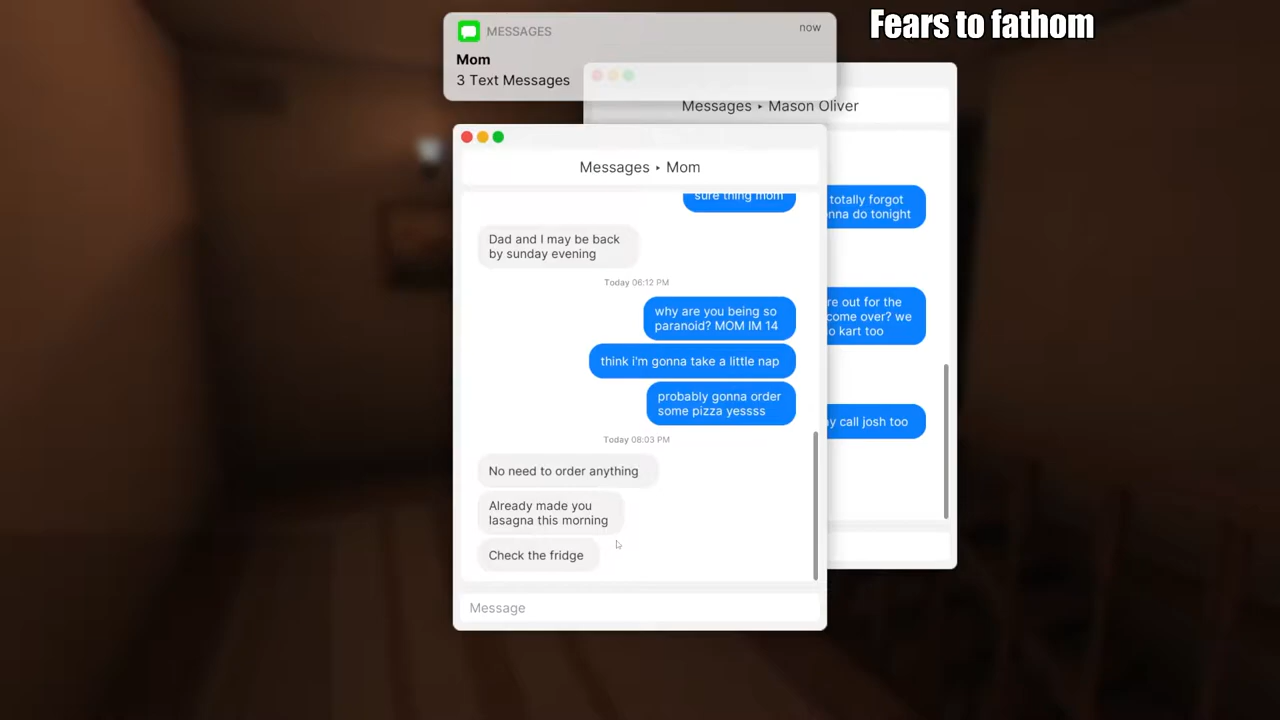 Fears to fathom
MESSAGES
now
Mom
3 Text Messages
Messages ▸ Mason Oliver
totally forgot
nna do tonight
re out for the
come over? we
o kart too
ay call josh too
Messages ▸ Mom
sure thing mom
Dad and I may be back
by sunday evening
Today 06:12 PM
why are you being so
paranoid? MOM IM 14
think i'm gonna take a little nap
probably gonna order
some pizza yessss
Today 08:03 PM
No need to order anything
Already made you
lasagna this morning
Check the fridge
Message